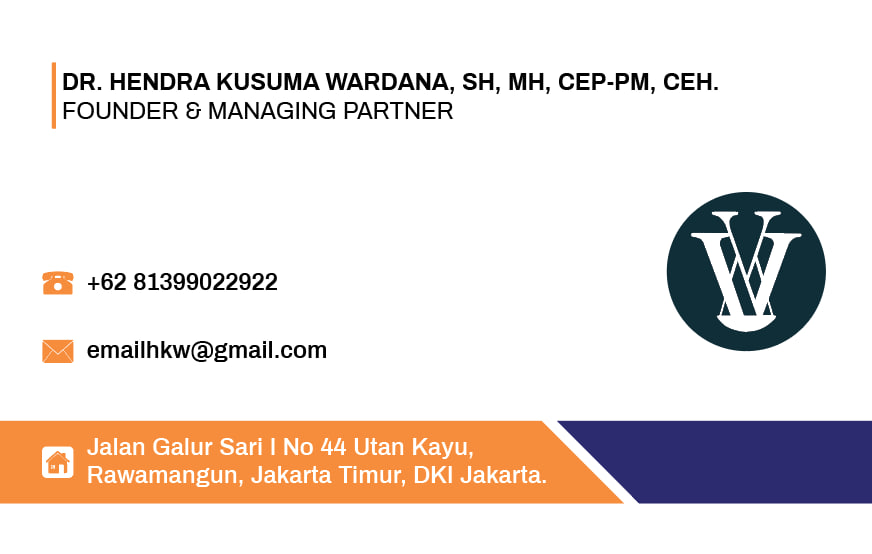 DR. HENDRA KUSUMA WARDANA, SH, MH, CEP-PM, CEH.
FOUNDER & MANAGING PARTNER
+62 81399022922
emailhkw@gmail.com
Jalan Galur Sari I No 44 Utan Kayu,
Rawamangun, Jakarta Timur, DKI Jakarta.